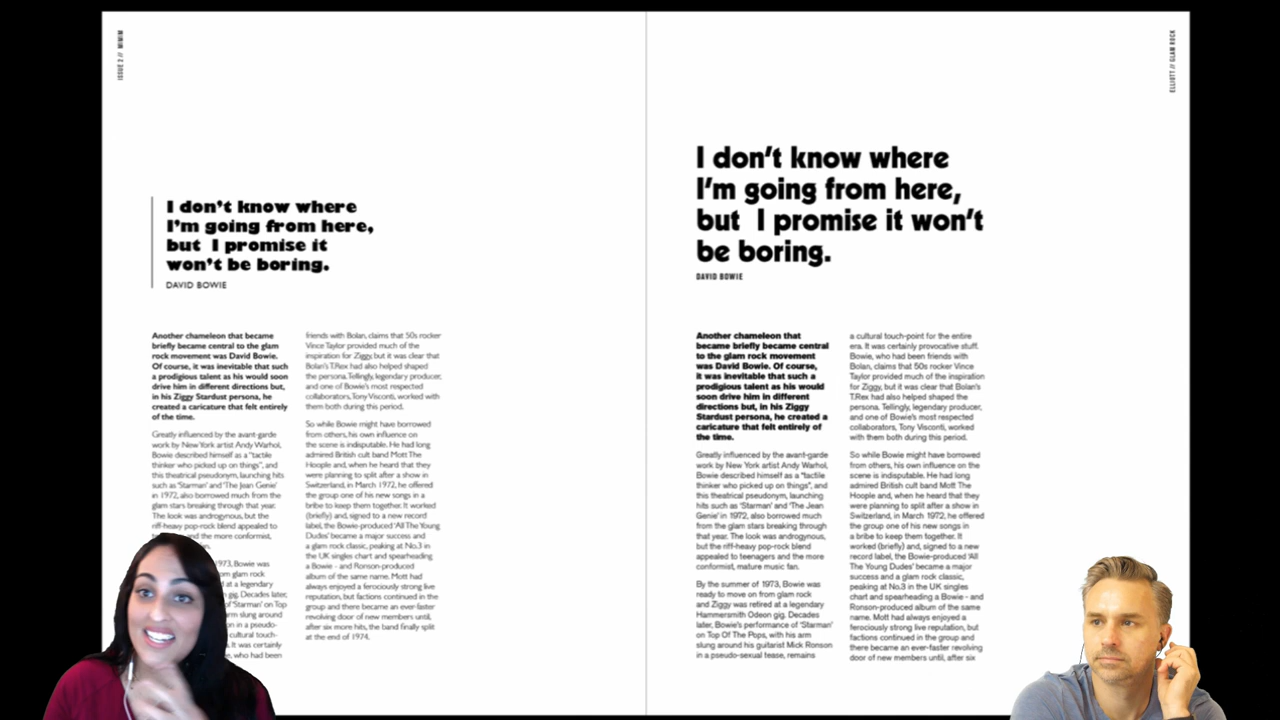 ISSUE 2 // MINIM
I don't know where
I'm going from here,
but I promise it
won't be boring.
DAVID BOWIE
Another chameleon that became
briefly became central to the glam
rock movement was David Bowie.
Of course, it was inevitable that such
a prodigious talent as his would soon
drive him in different directions but,
in his Ziggy Stardust persona, he
created a caricature that felt entirely
of the time.
Greatly influenced by the avant-garde
work by New York artist Andy Warhol,
Bowie described himself as a "tactile
thinker who picked up on things", and
this theatrical pseudonym, launching hits
such as 'Starman' and 'The Jean Genie'
in 1972, also borrowed much from the
glam stars breaking through that year.
The look was androgynous, but the
riff-heavy pop-rock blend appealed to
and the more conformist,
1973, Bowie was
from glam rock
at a legendary
gig. Decades later,
of 'Starman' on Top
arm slung around
in a pseudo-
cultural touch-
It was certainly
who had been
friends with Bolan, claims that 50s rocker
Vince Taylor provided much of the
inspiration for Ziggy, but it was clear that
Bolan's T.Rex had also helped shaped
the persona. Tellingly, legendary producer,
and one of Bowie's most respected
collaborators, Tony Visconti, worked with
them both during this period.
So while Bowie might have borrowed
from others, his own influence on
the scene is indisputable. He had long
admired British cult band Mott The
Hoople and, when he heard that they
were planning to split after a show in
Switzerland, in March 1972, he offered
the group one of his new songs in a
bribe to keep them together. It worked
(briefly) and, signed to a new record
label, the Bowie-produced 'All The Young
Dudes' became a major success and
a glam rock classic, peaking at No.3 in
the UK singles chart and spearheading
a Bowie - and Ronson-produced
album of the same name. Mott had
always enjoyed a ferociously strong live
reputation, but factions continued in the
group and there became an ever-faster
revolving door of new members until,
after six more hits, the band finally split
at the end of 1974.
ELLIOTT // GLAM ROCK
I don't know where
I'm going from here,
but I promise it won't
be boring.
DAVID BOWIE
Another chameleon that
became briefly became central
to the glam rock movement
was David Bowie. Of course,
it was inevitable that such a
prodigious talent as his would
soon drive him in different
directions but, in his Ziggy
Stardust persona, he created a
caricature that felt entirely of
the time.
Greatly influenced by the avant-garde
work by New York artist Andy Warhol,
Bowie described himself as a "tactile
thinker who picked up on things", and
this theatrical pseudonym, launching
hits such as 'Starman' and 'The Jean
Genie' in 1972, also borrowed much
from the glam stars breaking through
that year. The look was androgynous,
but the riff-heavy pop-rock blend
appealed to teenagers and the more
conformist, mature music fan.
By the summer of 1973, Bowie was
ready to move on from glam rock
and Ziggy was retired at a legendary
Hammersmith Odeon gig. Decades
later, Bowie's performance of 'Starman'
on Top Of The Pops, with his arm
slung around his guitarist Mick Ronson
in a pseudo-sexual tease, remains
a cultural touch-point for the entire
era. It was certainly provocative stuff.
Bowie, who had been friends with
Bolan, claims that 50s rocker Vince
Taylor provided much of the inspiration
for Ziggy, but it was clear that Bolan's
T.Rex had also helped shaped the
persona. Tellingly, legendary producer,
and one of Bowie's most respected
collaborators, Tony Visconti, worked
with them both during this period.
So while Bowie might have borrowed
from others, his own influence on the
scene is indisputable. He had long
admired British cult band Mott The
Hoople and, when he heard that they
were planning to split after a show in
Switzerland, in March 1972, he offered
the group one of his new songs in
a bribe to keep them together. It
worked (briefly) and, signed to a new
record label, the Bowie-produced 'All
The Young Dudes' became a major
success and a glam rock classic,
peaking at No.3 in the UK singles
chart and spearheading a Bowie - and
Ronson-produced album of the same
name. Mott had always enjoyed a
ferociously strong live reputation, but
factions continued in the group and
there became an ever-faster revolving
door of new members until, after six